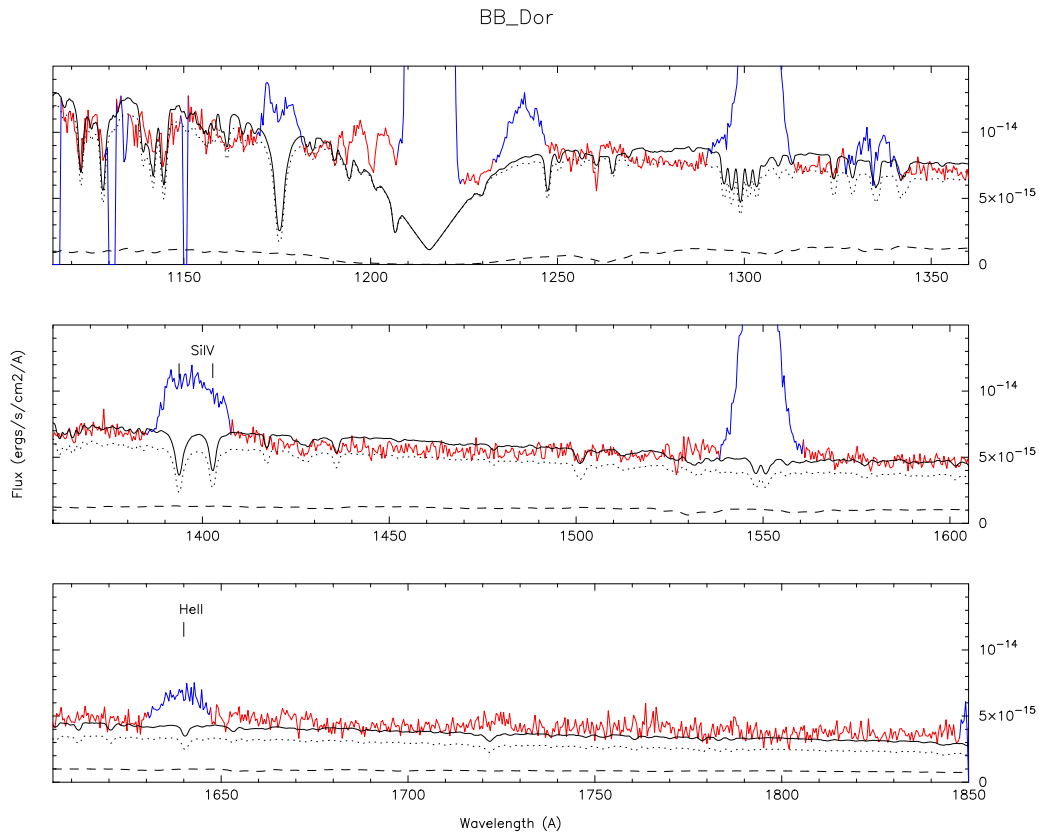 BB_Dor
10⁻¹⁴
5×10⁻¹⁵
0
1150 1200 1250 1300 1350
SiIV
10⁻¹⁴
5×10⁻¹⁵
0
Flux (ergs/s/cm2/A)
1400 1450 1500 1550 1600
HeII
10⁻¹⁴
5×10⁻¹⁵
0
1650 1700 1750 1800 1850
Wavelength (A)